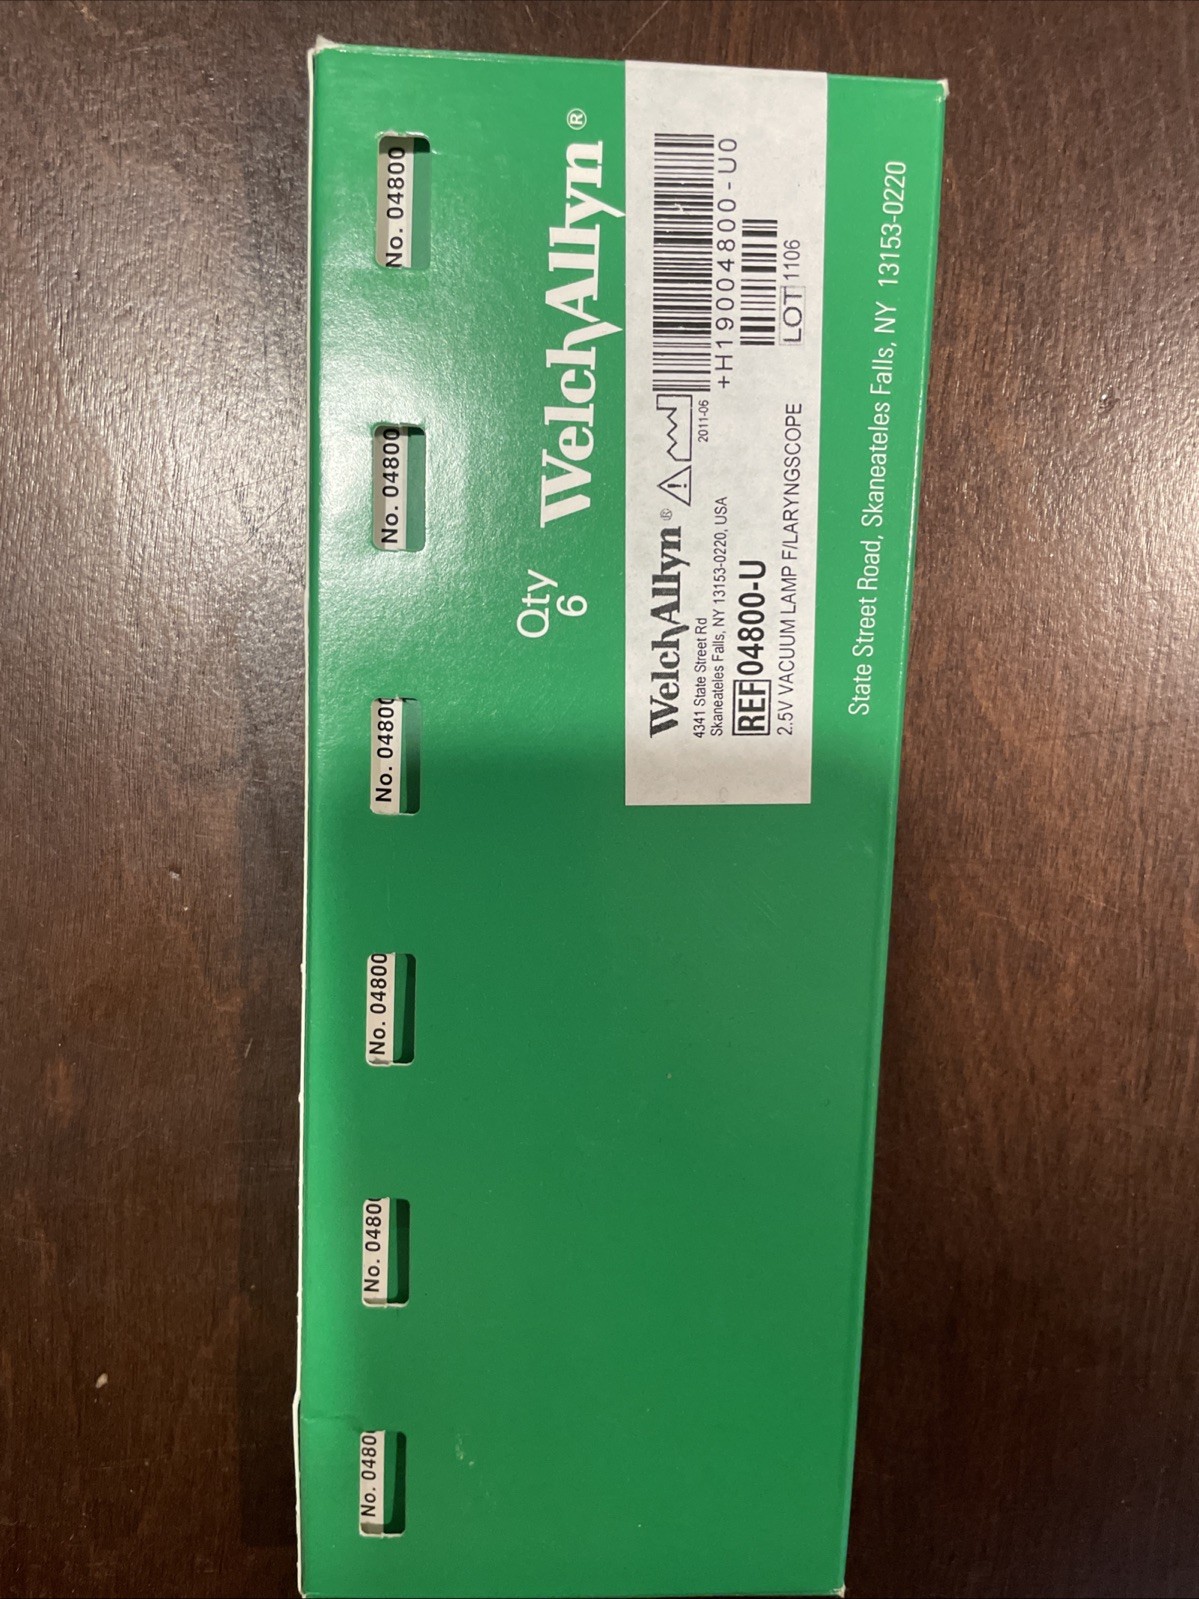 No. 04800
No. 04800
No. 0480
No. 04800
No. 0480
No. 0480
Qty
6
WelchAllyn®
WelchAllyn®
4341 State Street Rd
Skaneateles Falls, NY 13153-0220, USA
2011-06
REF 04800-U
2.5V VACUUM LAMP F/LARYNGSCOPE
+H19004800-U0
LOT 1106
State Street Road, Skaneateles Falls, NY 13153-0220